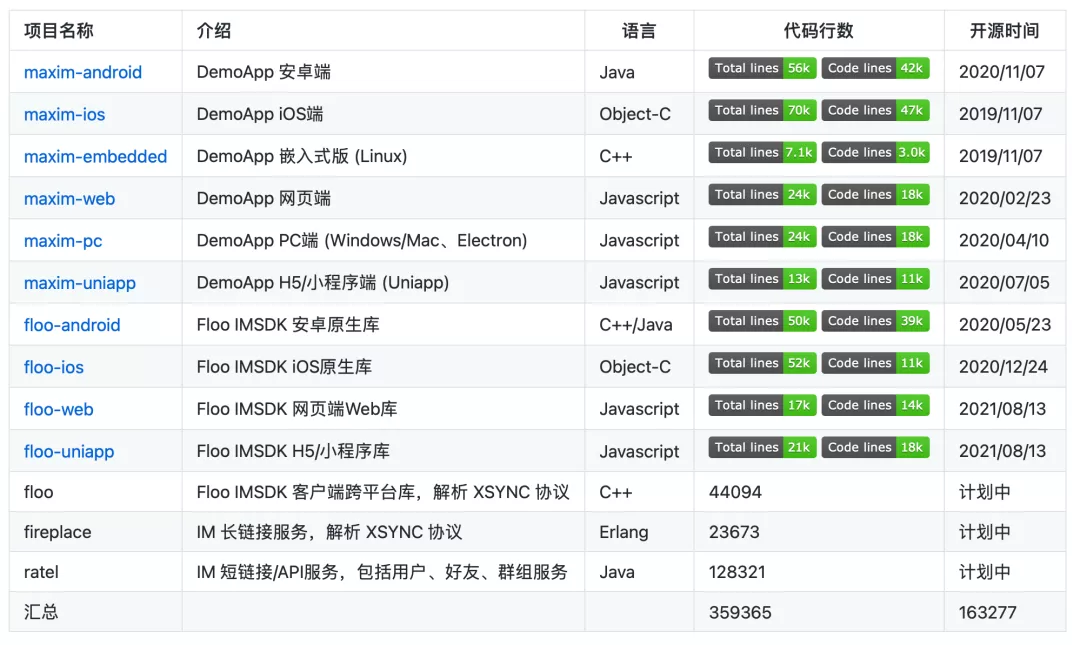 项目名称 介绍 语言 代码行数 开源时间
maxim-android DemoApp 安卓端 Java Total lines 56k Code lines 42k 2020/11/07
maxim-ios DemoApp iOS端 Object-C Total lines 70k Code lines 47k 2019/11/07
maxim-embedded DemoApp 嵌入式版 (Linux) C++ Total lines 7.1k Code lines 3.0k 2019/11/07
maxim-web DemoApp 网页端 Javascript Total lines 24k Code lines 18k 2020/02/23
maxim-pc DemoApp PC端 (Windows/Mac、Electron) Javascript Total lines 24k Code lines 18k 2020/04/10
maxim-uniapp DemoApp H5/小程序端 (Uniapp) Javascript Total lines 13k Code lines 11k 2020/07/05
floo-android Floo IMSDK 安卓原生库 C++/Java Total lines 50k Code lines 39k 2020/05/23
floo-ios Floo IMSDK iOS原生库 Object-C Total lines 52k Code lines 11k 2020/12/24
floo-web Floo IMSDK 网页端Web库 Javascript Total lines 17k Code lines 14k 2021/08/13
floo-uniapp Floo IMSDK H5/小程序库 Javascript Total lines 21k Code lines 18k 2021/08/13
floo Floo IMSDK 客户端跨平台库，解析 XSYNC 协议 C++ 44094 计划中
fireplace IM 长链接服务，解析 XSYNC 协议 Erlang 23673 计划中
ratel IM 短链接/API服务，包括用户、好友、群组服务 Java 128321 计划中
汇总 359365 163277